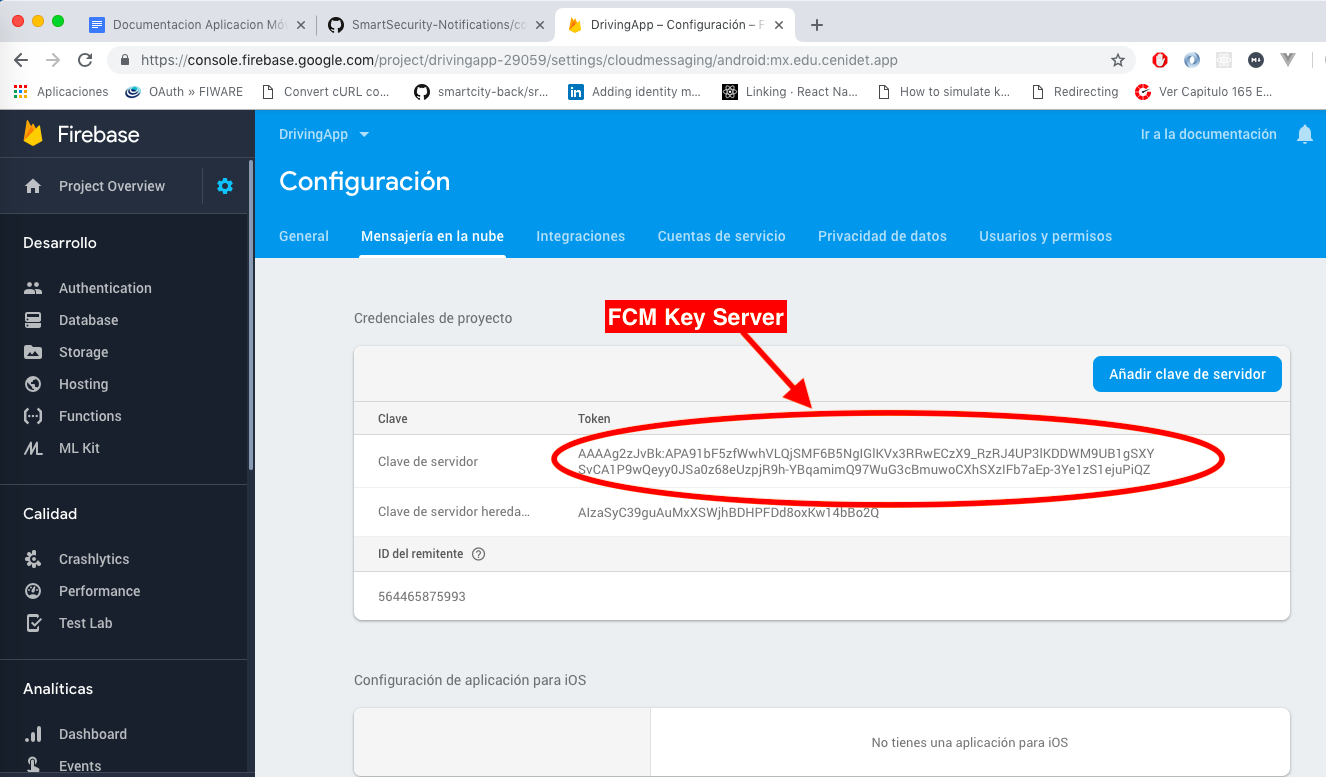 Documentacion Aplicacion Mó
SmartSecurity-Notifications/co
DrivingApp – Configuración – F
https://console.firebase.google.com/project/drivingapp-29059/settings/cloudmessaging/android:mx.edu.cenidet.app
Aplicaciones
OAuth » FIWARE
Convert cURL co...
smartcity-back/sr...
Adding identity m...
Linking · React Na...
How to simulate k...
Redirecting
Ver Capitulo 165 E...
Firebase
DrivingApp
Ir a la documentación
Project Overview
Configuración
General
Mensajería en la nube
Integraciones
Cuentas de servicio
Privacidad de datos
Usuarios y permisos
Desarrollo
Authentication
Database
Storage
Hosting
Functions
ML Kit
Calidad
Crashlytics
Performance
Test Lab
Analíticas
Dashboard
Events
Credenciales de proyecto
FCM Key Server
Añadir clave de servidor
Clave
Token
Clave de servidor
AAAAg2zJvBk:APA91bF5zfWwhVLQjSMF6B5NgIGlKVx3RRwECzX9_RzRJ4UP3lKDDWM9UB1gSXY
SvCA1P9wQeyy0JSa0z68eUzpjR9h-YBqamimQ97WuG3cBmuwoCXhSXzIFb7aEp-3Ye1zS1ejuPiQZ
Clave de servidor hereda...
AIzaSyC39guAuMxXSWjhBDHPFDd8oxKw14bBo2Q
ID del remitente
564465875993
Configuración de aplicación para iOS
No tienes una aplicación para iOS